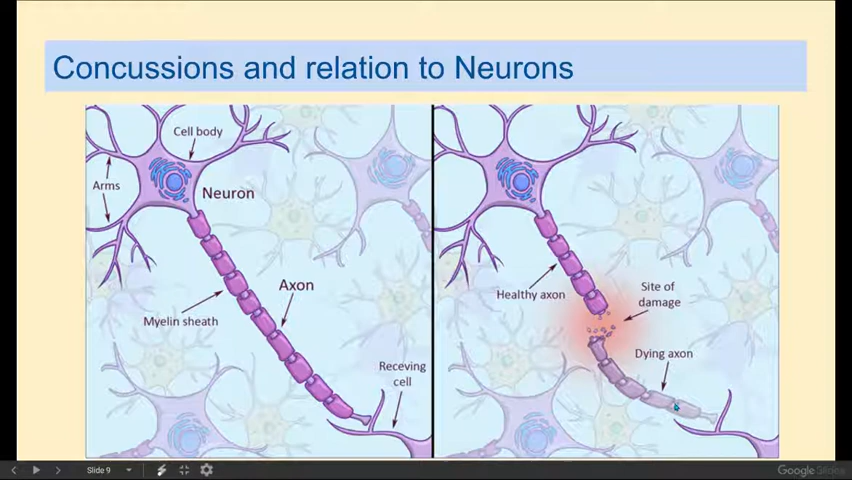 Concussions and relation to Neurons
Cell body
Arms
Neuron
Axon
Myelin sheath
Receving
cell
Healthy axon
Site of
damage
Dying axon
Slide 9
Google Slides